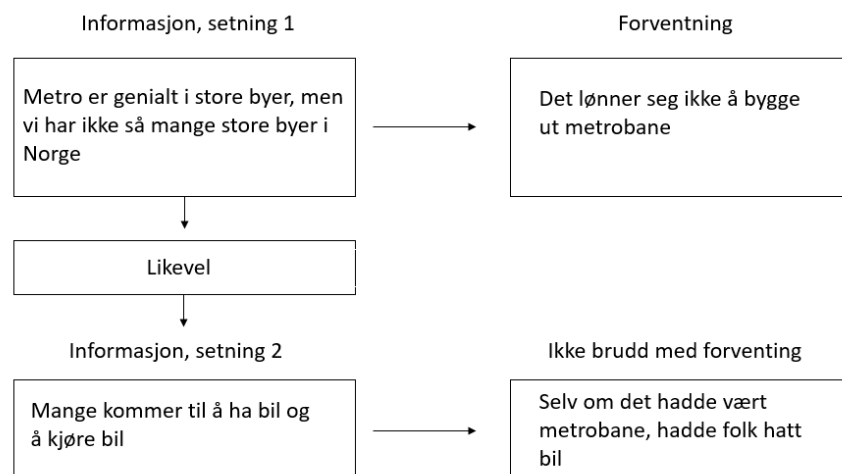 Informasjon, setning 1
Forventning
Metro er genialt i store byer, men
vi har ikke så mange store byer i
Norge
Det lønner seg ikke å bygge
ut metrobane
Likevel
Informasjon, setning 2
Ikke brudd med forventing
Mange kommer til å ha bil og
å kjøre bil
Selv om det hadde vært
metrobane, hadde folk hatt
bil